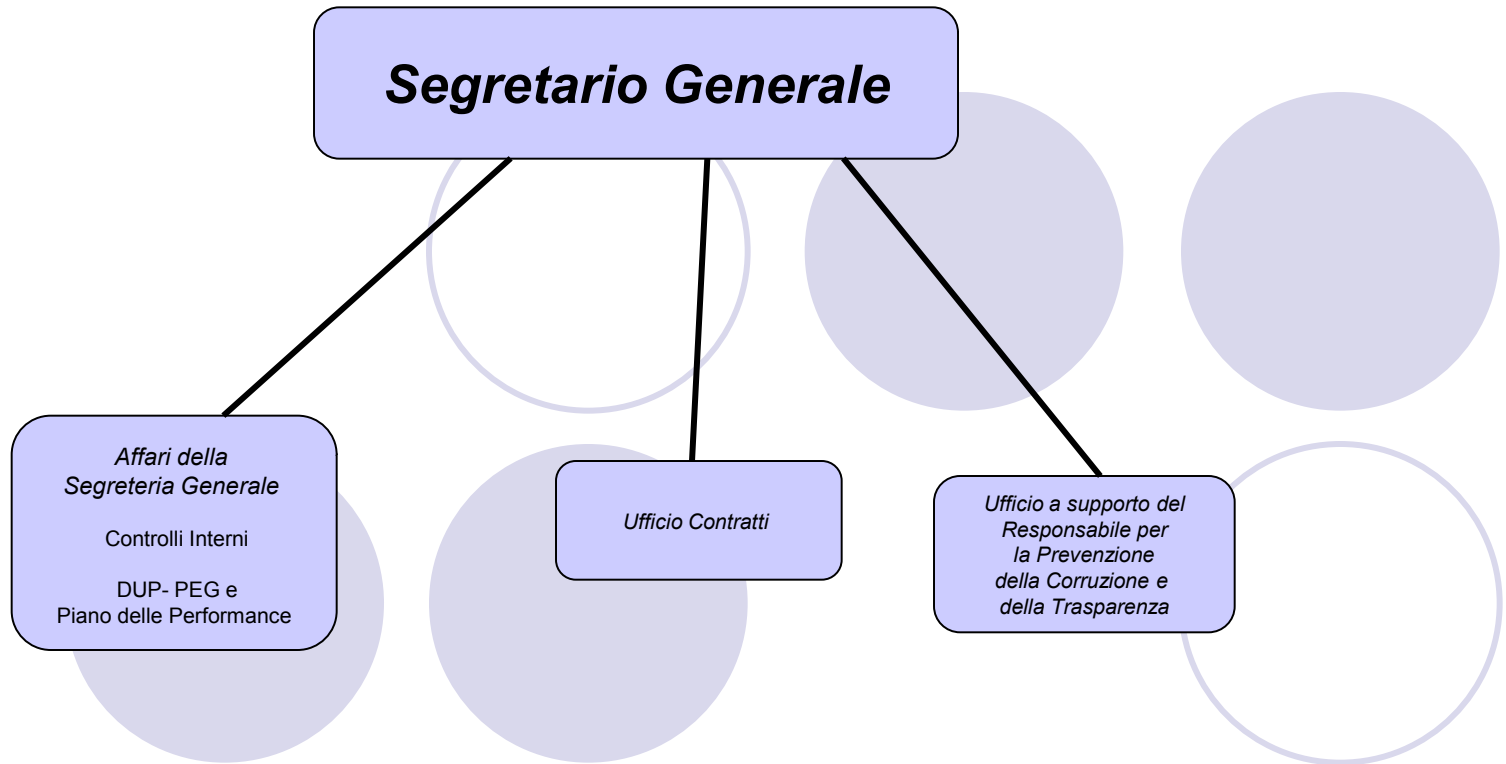 Segretario Generale
Affari della
Segreteria Generale
Controlli Interni
DUP- PEG e
Piano delle Performance
Ufficio Contratti
Ufficio a supporto del
Responsabile per
la Prevenzione
della Corruzione e
della Trasparenza